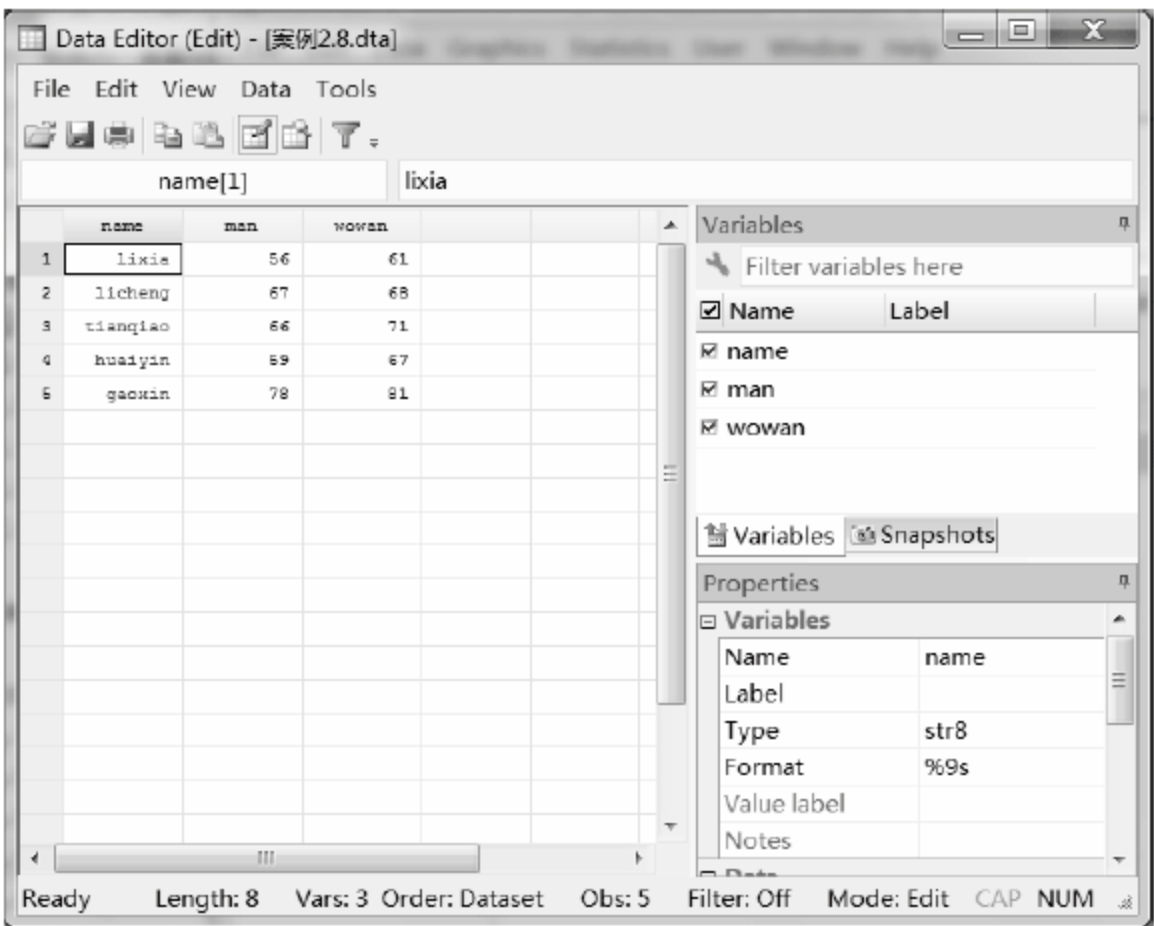 Data Editor (Edit) - [案例2.8.dta]
File Edit View Data Tools
name[1] lixia
name man wowan
1 lixia 56 61
2 licheng 67 68
3 tianqiao 66 71
4 huaiyin 59 67
5 gaoxin 78 81
Variables
Filter variables here
Name Label
name
man
wowan
Variables Snapshots
Properties
Variables
Name name
Label
Type str8
Format %9s
Value label
Notes
Data
Ready Length: 8 Vars: 3 Order: Dataset Obs: 5 Filter: Off Mode: Edit CAP NUM